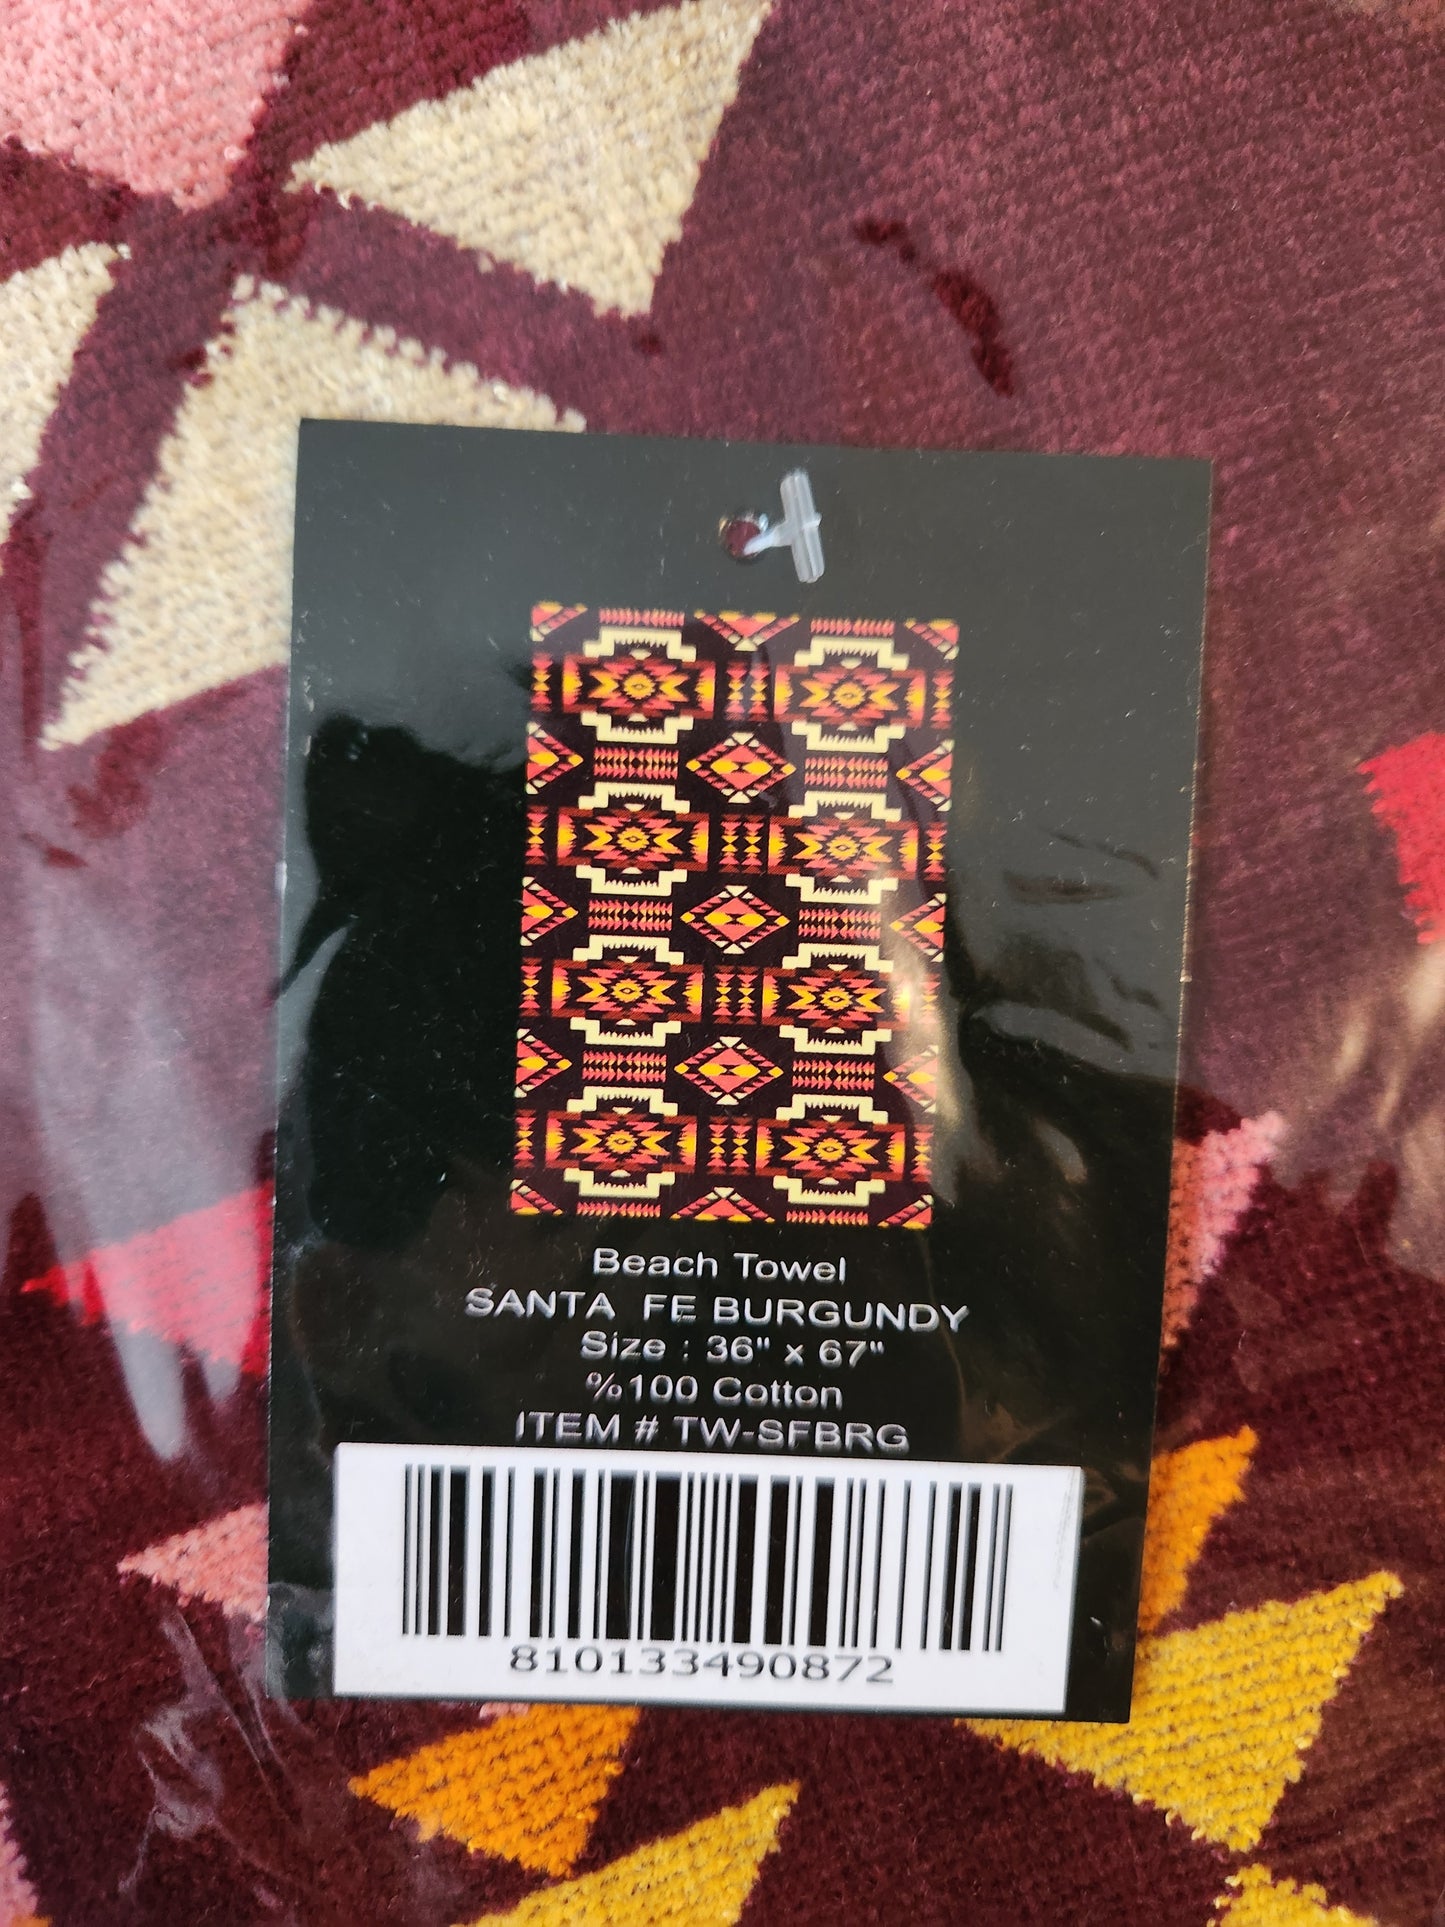 Beach Towel
SANTA FE BURGUNDY
Size : 36" x 67"
%100 Cotton
ITEM # TW-SFBRG
810133490872